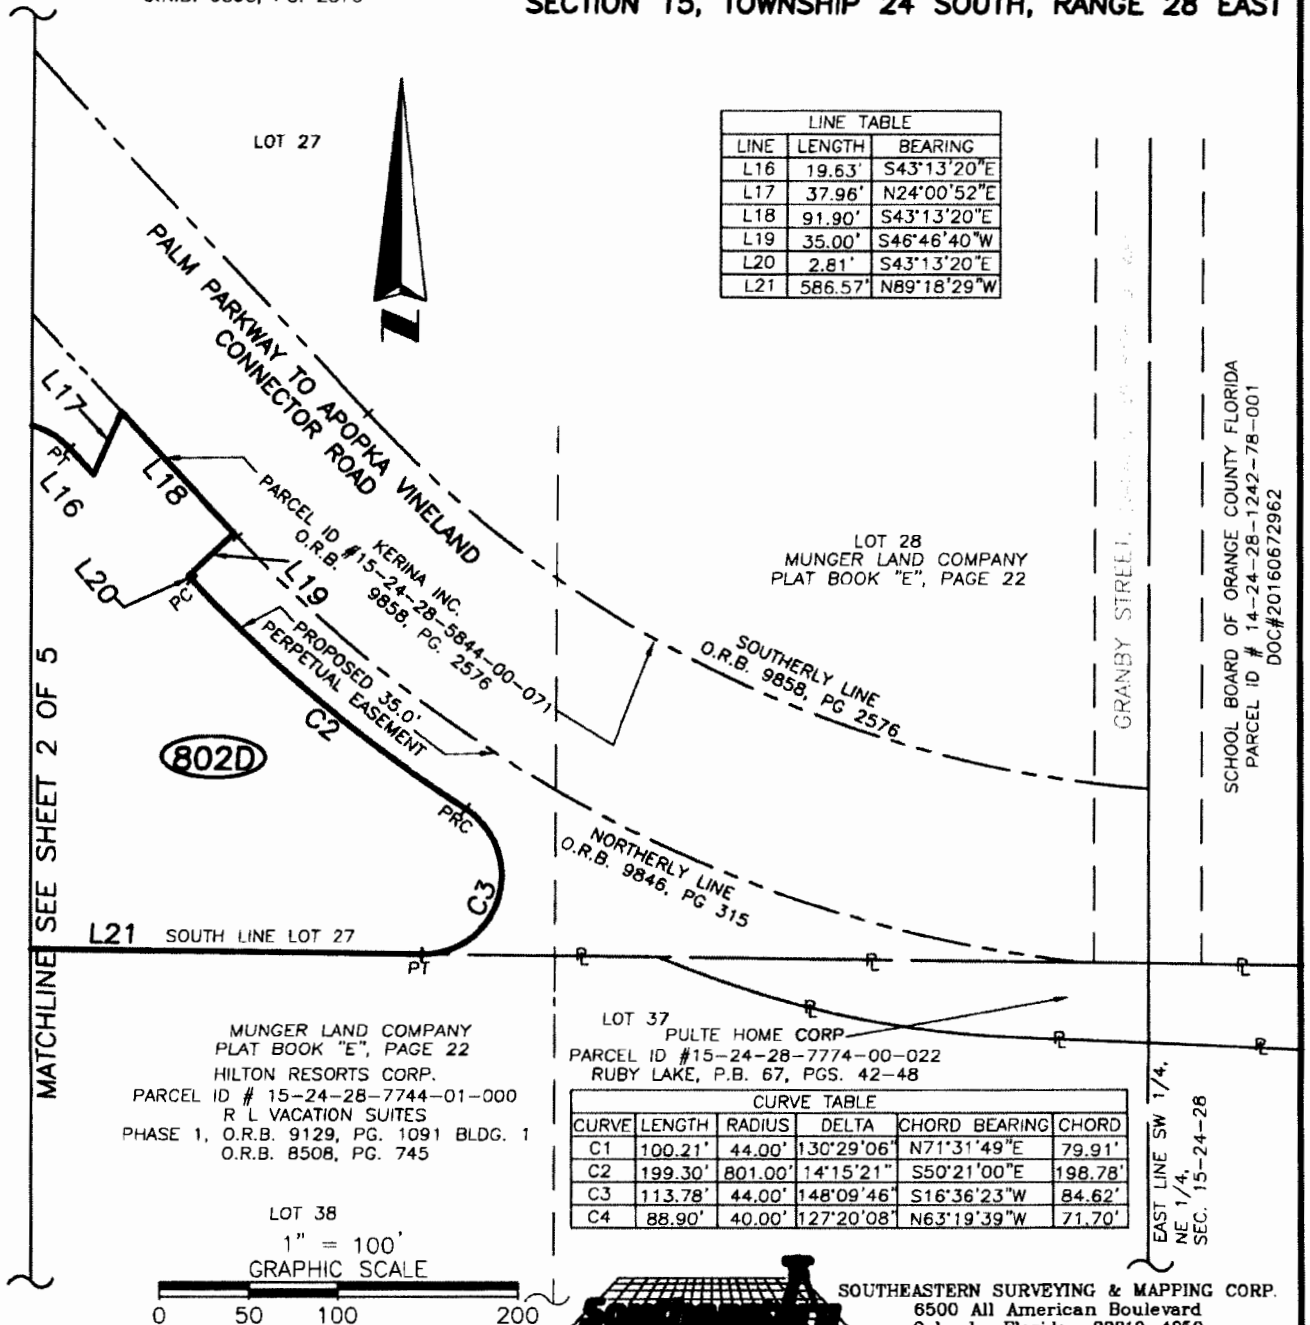 SECTION 15, TOWNSHIP 24 SOUTH, RANGE 28 EAST
LOT 27
LINE TABLE
LINE LENGTH BEARING
L16 19.63' S43°13'20"E
L17 37.96' N24°00'52"E
L18 91.90' S43°13'20"E
L19 35.00' S46°46'40"W
L20 2.81' S43°13'20"E
L21 586.57' N89°18'29"W
PALM PARKWAY TO APOPKA VINELAND
CONNECTOR ROAD
L17
PT
L16
L18
PARCEL ID #15-24-28-5844-00-071
KERINA INC.
O.R.B. 9858, PG. 2576
L19
L20
PC
PROPOSED 35.0'
PERPETUAL EASEMENT
C2
802D
PRC
C3
LOT 28
MUNGER LAND COMPANY
PLAT BOOK "E", PAGE 22
SOUTHERLY LINE
O.R.B. 9858, PG 2576
NORTHERLY LINE
O.R.B. 9846, PG 315
GRANBY STREET
SCHOOL BOARD OF ORANGE COUNTY FLORIDA
PARCEL ID # 14-24-28-1242-78-001
DOC#20160672962
MATCHLINE SEE SHEET 2 OF 5
L21 SOUTH LINE LOT 27
PT
PL PL PL
PL PL PL
MUNGER LAND COMPANY
PLAT BOOK "E", PAGE 22
HILTON RESORTS CORP.
PARCEL ID # 15-24-28-7744-01-000
R L VACATION SUITES
PHASE 1, O.R.B. 9129, PG. 1091 BLDG. 1
O.R.B. 8508, PG. 745
LOT 37
PULTE HOME CORP
PARCEL ID #15-24-28-7774-00-022
RUBY LAKE, P.B. 67, PGS. 42-48
CURVE TABLE
CURVE LENGTH RADIUS DELTA CHORD BEARING CHORD
C1 100.21' 44.00' 130°29'06" N71°31'49"E 79.91'
C2 199.30' 801.00' 14°15'21" S50°21'00"E 198.78'
C3 113.78' 44.00' 148°09'46" S16°36'23"W 84.62'
C4 88.90' 40.00' 127°20'08" N63°19'39"W 71.70'
EAST LINE SW 1/4,
NE 1/4,
SEC. 15-24-28
LOT 38
1" = 100'
GRAPHIC SCALE
0 50 100 200
SOUTHEASTERN SURVEYING & MAPPING CORP.
6500 All American Boulevard